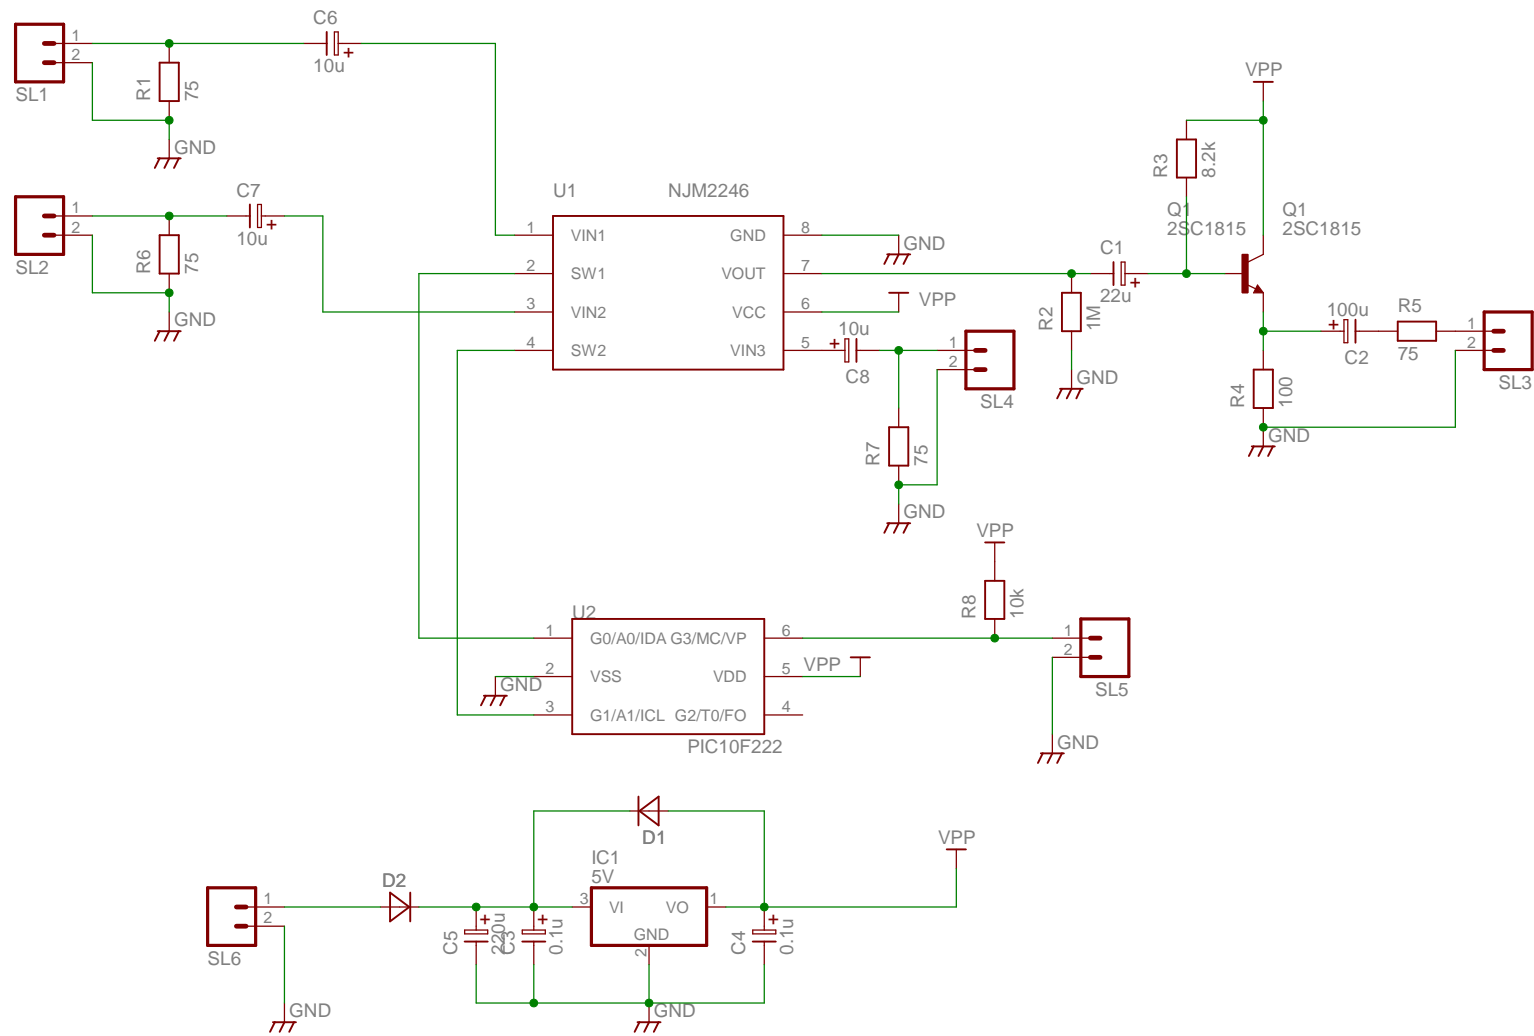 C6
10u
1
2
SL1
R1
75
GND
C7
10u
1
2
SL2
R6
75
GND
U1
NJM2246
1
VIN1
2
SW1
3
VIN2
4
SW2
GND
8
VOUT
7
VCC
6
VIN3
5
GND
VPP
10u
C8
1
2
SL4
R7
75
GND
R2
1M
GND
C1
22u
VPP
R3
8.2k
Q1
2SC1815
Q1
2SC1815
100u
C2
R5
75
1
2
SL3
R4
100
GND
VPP
R8
10k
U2
1
G0/A0/IDA
G3/MC/VP
6
2
VSS
VDD
5
3
G1/A1/ICL
G2/T0/FO
4
PIC10F222
GND
VPP
1
2
SL5
GND
D1
D2
IC1
5V
3
VI
VO
1
GND
2
1
2
SL6
GND
C5
220u
C3
0.1u
C4
0.1u
GND
VPP